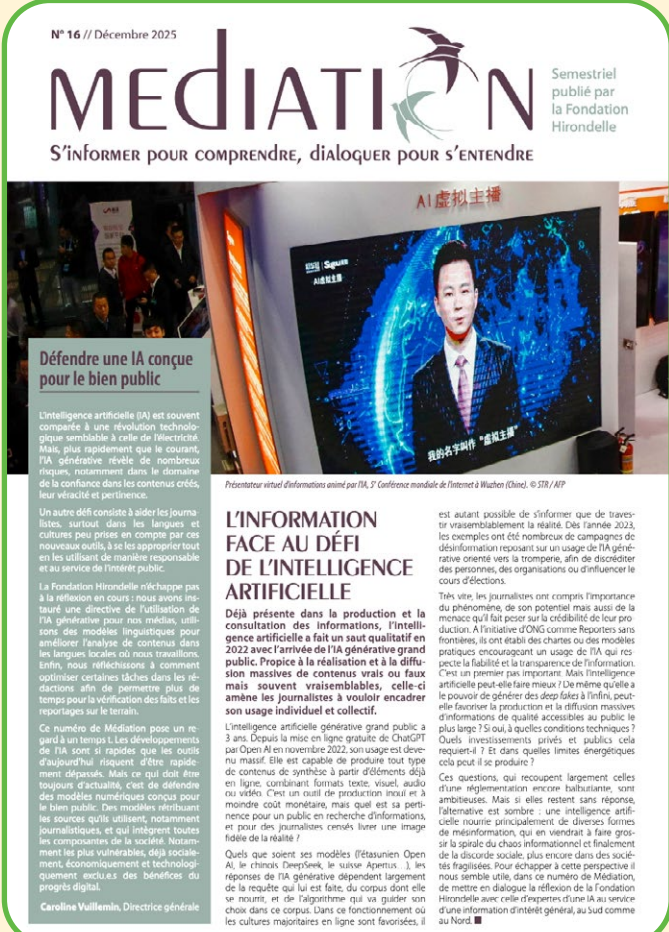 N° 16 // Décembre 2025
MEDIATION
Semestriel
publié par
la Fondation
Hirondelle
S'informer pour comprendre, dialoguer pour s'entendre
AI虚拟主播
AI虚拟主播
我的名字叫作“虚拟主播”
Défendre une IA conçue
pour le bien public
L'intelligence artificielle (IA) est souvent
comparée à une révolution technolo-
gique semblable à celle de l'électricité.
Mais, plus rapidement que le courant,
l'IA générative révèle de nombreux
risques, notamment dans le domaine
de la confiance dans les contenus créés,
leur véracité et pertinence.
Un autre défi consiste à aider les journa-
listes, surtout dans les langues et
cultures peu prises en compte par ces
nouveaux outils, à se les approprier tout
en les utilisant de manière responsable
et au service de l'intérêt public.
La Fondation Hirondelle n'échappe pas
à la réflexion en cours : nous avons ins-
tauré une directive de l'utilisation de
l'IA générative pour nos médias, utili-
sons des modèles linguistiques pour
améliorer l'analyse de contenus dans
les langues locales où nous travaillons.
Enfin, nous réfléchissons à comment
optimiser certaines tâches dans les ré-
dactions afin de permettre plus de
temps pour la vérification des faits et les
reportages sur le terrain.
Ce numéro de Médiation pose un re-
gard à un temps t. Les développements
de l'IA sont si rapides que les outils
d'aujourd'hui risquent d'être rapide-
ment dépassés. Mais ce qui doit être
toujours d'actualité, c'est de défendre
des modèles numériques conçus pour
le bien public. Des modèles rétribuant
les sources qu'ils utilisent, notamment
journalistiques, et qui intègrent toutes
les composantes de la société. Notam-
ment les plus vulnérables, déjà sociale-
ment, économiquement et technologi-
quement exclu.e.s des bénéfices du
progrès digital.
Caroline Vuillemin, Directrice générale
Présentateur virtuel d'informations animé par l'IA, 5e Conférence mondiale de l'Internet à Wuzhen (Chine). © STR / AFP
L'INFORMATION
FACE AU DÉFI
DE L'INTELLIGENCE
ARTIFICIELLE
Déjà présente dans la production et la
consultation des informations, l'intelli-
gence artificielle a fait un saut qualitatif en
2022 avec l'arrivée de l'IA générative grand
public. Propice à la réalisation et à la diffu-
sion massives de contenus vrais ou faux
mais souvent vraisemblables, celle-ci
amène les journalistes à vouloir encadrer
son usage individuel et collectif.
L'intelligence artificielle générative grand public a
3 ans. Depuis la mise en ligne gratuite de ChatGPT
par Open AI en novembre 2022, son usage est deve-
nu massif. Elle est capable de produire tout type
de contenus de synthèse à partir d'éléments déjà
en ligne, combinant formats texte, visuel, audio
ou vidéo. C'est un outil de production inouï et à
moindre coût monétaire, mais quel est sa perti-
nence pour un public en recherche d'informations,
et pour des journalistes censés livrer une image
fidèle de la réalité ?
Quels que soient ses modèles (l'étasunien Open
AI, le chinois DeepSeek, le suisse Apertus…), les
réponses de l'IA générative dépendent largement
de la requête qui lui est faite, du corpus dont elle
se nourrit, et de l'algorithme qui va guider son
choix dans ce corpus. Dans ce fonctionnement où
les cultures majoritaires en ligne sont favorisées, il
est autant possible de s'informer que de traves-
tir vraisemblablement la réalité. Dès l'année 2023,
les exemples ont été nombreux de campagnes de
désinformation reposant sur un usage de l'IA géné-
rative orienté vers la tromperie, afin de discréditer
des personnes, des organisations ou d'influencer le
cours d'élections.
Très vite, les journalistes ont compris l'importance
du phénomène, de son potentiel mais aussi de la
menace qu'il fait peser sur la crédibilité de leur pro-
duction. A l'initiative d'ONG comme Reporters sans
frontières, ils ont établi des chartes ou des modèles
pratiques encourageant un usage de l'IA qui res-
pecte la fiabilité et la transparence de l'information.
C'est un premier pas important. Mais l'intelligence
artificielle peut-elle faire mieux ? De même qu'elle a
le pouvoir de générer des deep fakes à l'infini, peut-
elle favoriser la production et la diffusion massives
d'informations de qualité accessibles au public le
plus large ? Si oui, à quelles conditions techniques ?
Quels investissements privés et publics cela
requiert-il ? Et dans quelles limites énergétiques
cela peut il se produire ?
Ces questions, qui recoupent largement celles
d'une réglementation encore balbutiante, sont
ambitieuses. Mais si elles restent sans réponse,
l'alternative est sombre : une intelligence artifi-
cielle nourrie principalement de diverses formes
de mésinformation, qui en viendrait à faire gros-
sir la spirale du chaos informationnel et finalement
de la discorde sociale, plus encore dans des socié-
tés fragilisées. Pour échapper à cette perspective il
nous semble utile, dans ce numéro de Médiation,
de mettre en dialogue la réflexion de la Fondation
Hirondelle avec celle d'expertes d'une IA au service
d'une information d'intérêt général, au Sud comme
au Nord.